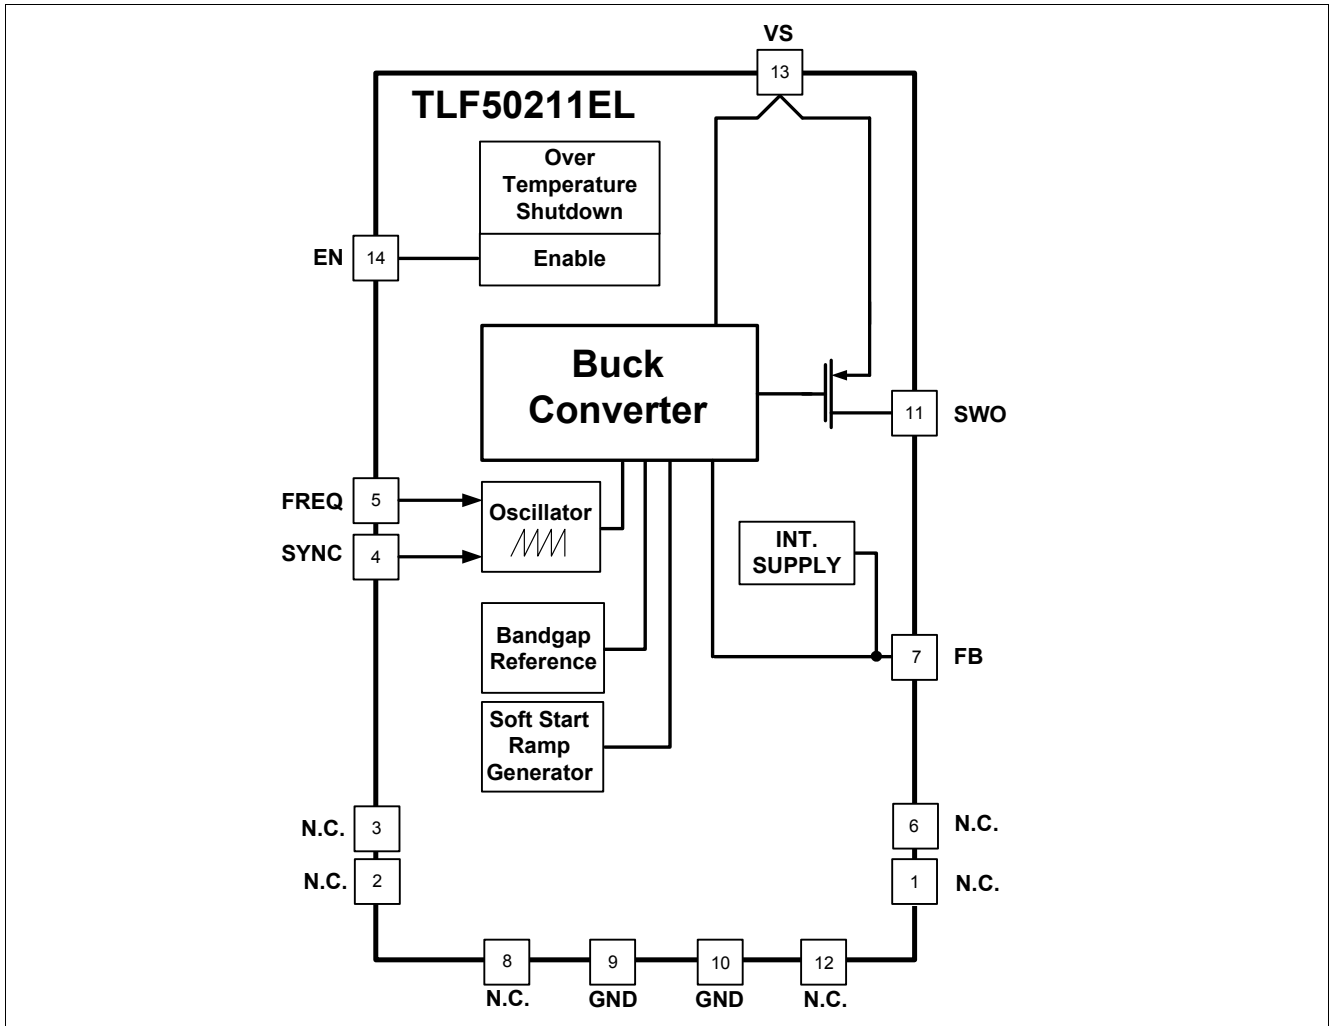 VS
13
TLF50211EL
Over
Temperature
Shutdown
EN
14
Enable
Buck
Converter
11
SWO
FREQ
5
Oscillator
SYNC
4
INT.
SUPPLY
Bandgap
Reference
7
FB
Soft Start
Ramp
Generator
N.C.
3
6
N.C.
N.C.
2
1
N.C.
8
9
10
12
N.C.
GND
GND
N.C.